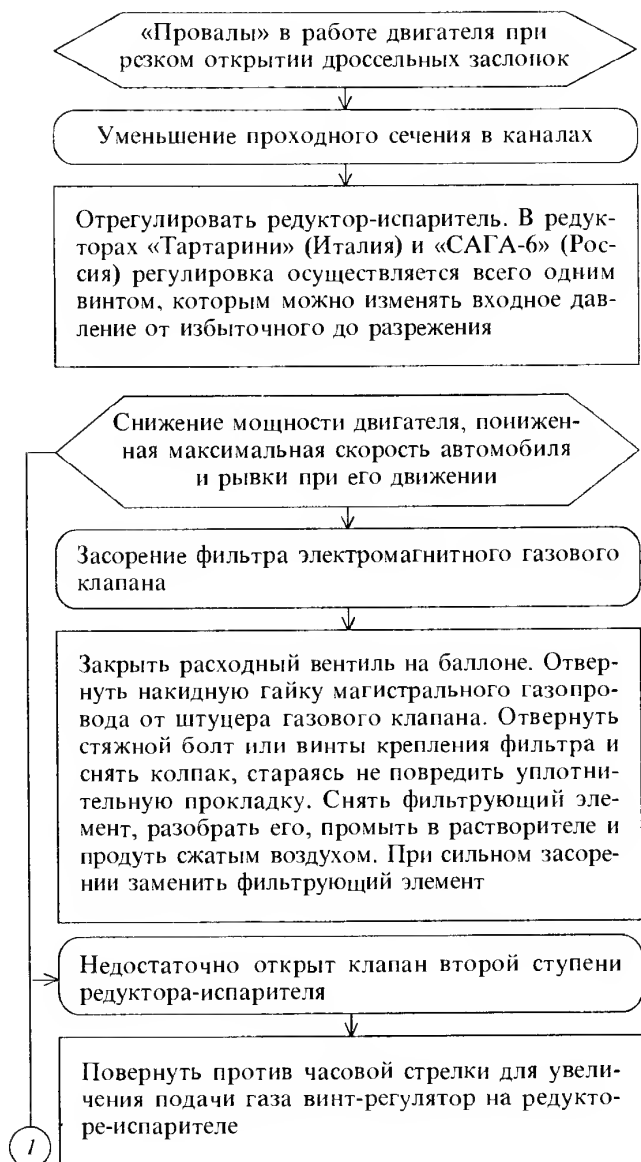 «Провалы» в работе двигателя при
резком открытии дроссельных заслонок
Уменьшение проходного сечения в каналах
Отрегулировать редуктор-испаритель. В редук-
торах «Тартарини» (Италия) и «САГА-6» (Рос-
сия) регулировка осуществляется всего одним
винтом, которым можно изменять входное дав-
ление от избыточного до разрежения
Снижение мощности двигателя, понижен-
ная максимальная скорость автомобиля
и рывки при его движении
Засорение фильтра электромагнитного газового
клапана
Закрыть расходный вентиль на баллоне. Отвер-
нуть накидную гайку магистрального газопро-
вода от штуцера газового клапана. Отвернуть
стяжной болт или винты крепления фильтра и
снять колпак, стараясь не повредить уплотни-
тельную прокладку. Снять фильтрующий эле-
мент, разобрать его, промыть в растворителе и
продуть сжатым воздухом. При сильном засоре-
нии заменить фильтрующий элемент
Недостаточно открыт клапан второй ступени
редуктора-испарителя
Повернуть против часовой стрелки для увели-
чения подачи газа винт-регулятор на редукто-
ре-испарителе
1